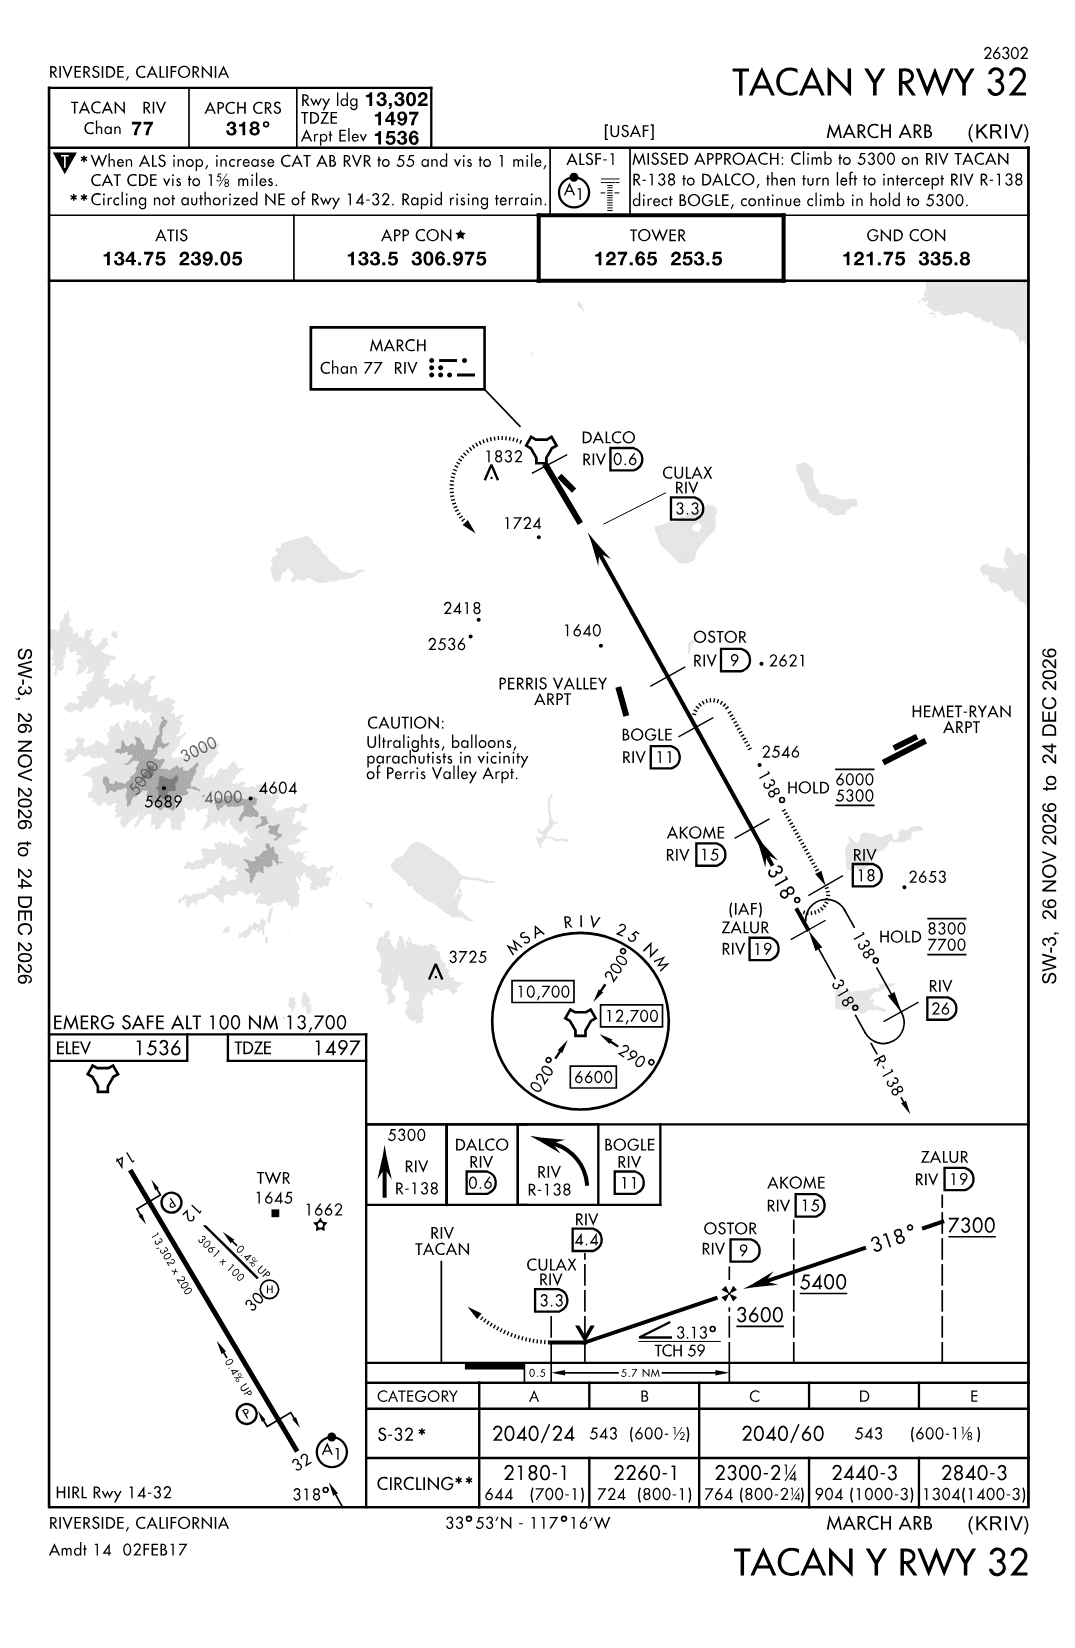 26302
RIVERSIDE, CALIFORNIA
TACAN Y RWY 32
[USAF]
MARCH ARB (KRIV)
TACAN RIV
Chan 77
APCH CRS
318°
Rwy ldg 13,302
TDZE 1497
Arpt Elev 1536
T
* When ALS inop, increase CAT AB RVR to 55 and vis to 1 mile,
CAT CDE vis to 1⅝ miles.
** Circling not authorized NE of Rwy 14-32. Rapid rising terrain.
ALSF-1
A1
MISSED APPROACH: Climb to 5300 on RIV TACAN
R-138 to DALCO, then turn left to intercept RIV R-138
direct BOGLE, continue climb in hold to 5300.
ATIS
134.75 239.05
APP CON★
133.5 306.975
TOWER
127.65 253.5
GND CON
121.75 335.8
MARCH
Chan 77 RIV
DALCO
RIV 0.6
1832
CULAX
RIV
3.3
1724
2418
2536
1640
OSTOR
RIV 9
2621
PERRIS VALLEY
ARPT
HEMET-RYAN
ARPT
CAUTION:
Ultralights, balloons,
parachutists in vicinity
of Perris Valley Arpt.
BOGLE
RIV 11
2546
138°
HOLD 6000
5300
3000
5000
5689
4000
4604
AKOME
RIV 15
318°
RIV
18
2653
(IAF)
ZALUR
RIV 19
HOLD 8300
7700
138°
318°
RIV
26
R-138
3725
MSA RIV 25 NM
200°
10,700
12,700
020°
290°
6600
SW-3, 26 NOV 2026 to 24 DEC 2026
SW-3, 26 NOV 2026 to 24 DEC 2026
EMERG SAFE ALT 100 NM 13,700
ELEV 1536
TDZE 1497
14
P
TWR
1645
1662
12
0.4% UP
3061 x 100
30
H
13,302 x 200
0.4% UP
P
32
A1
HIRL Rwy 14-32
318°
5300
RIV
R-138
DALCO
RIV
0.6
RIV
R-138
BOGLE
RIV
11
RIV
TACAN
CULAX
RIV
3.3
RIV
4.4
OSTOR
RIV 9
AKOME
RIV 15
ZALUR
RIV 19
318°
7300
5400
3600
3.13°
TCH 59
0.5
5.7 NM
CATEGORY A B C D E
S-32 * 2040/24 543 (600-½) 2040/60 543 (600-1⅛)
CIRCLING** 2180-1 2260-1 2300-2¼ 2440-3 2840-3
644 (700-1) 724 (800-1) 764 (800-2¼) 904 (1000-3) 1304(1400-3)
RIVERSIDE, CALIFORNIA
33°53'N - 117°16'W
MARCH ARB (KRIV)
Amdt 14 02FEB17
TACAN Y RWY 32